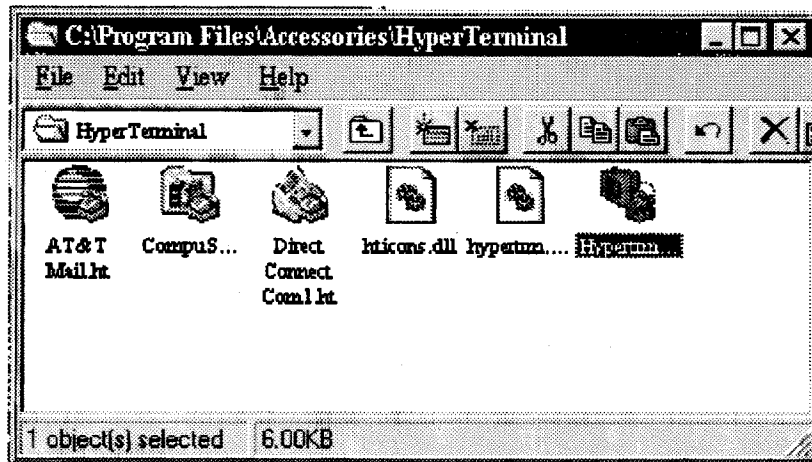 C:\Program Files\Accessories\HyperTerminal
File Edit View Help
HyperTerminal
AT&T CompuS... Direct hticons.dll hypertrm....
Mail.ht Connect
Com1.ht
1 object(s) selected 6.00KB